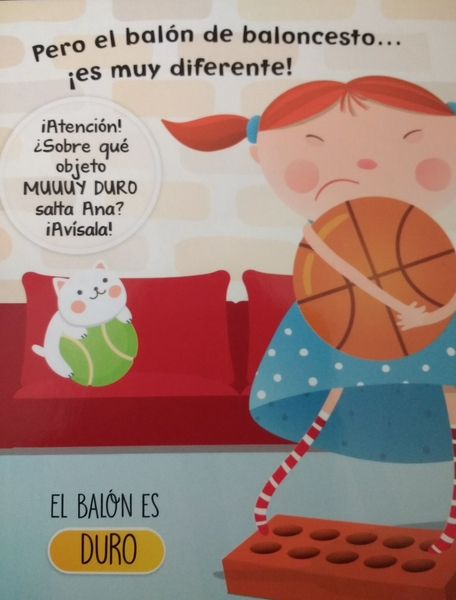 Pero el balón de baloncesto...
¡es muy diferente!
¡Atención!
¿Sobre qué
objeto
MUUUY DURO
salta Ana?
¡Avísala!
EL BALÓN ES
DURO